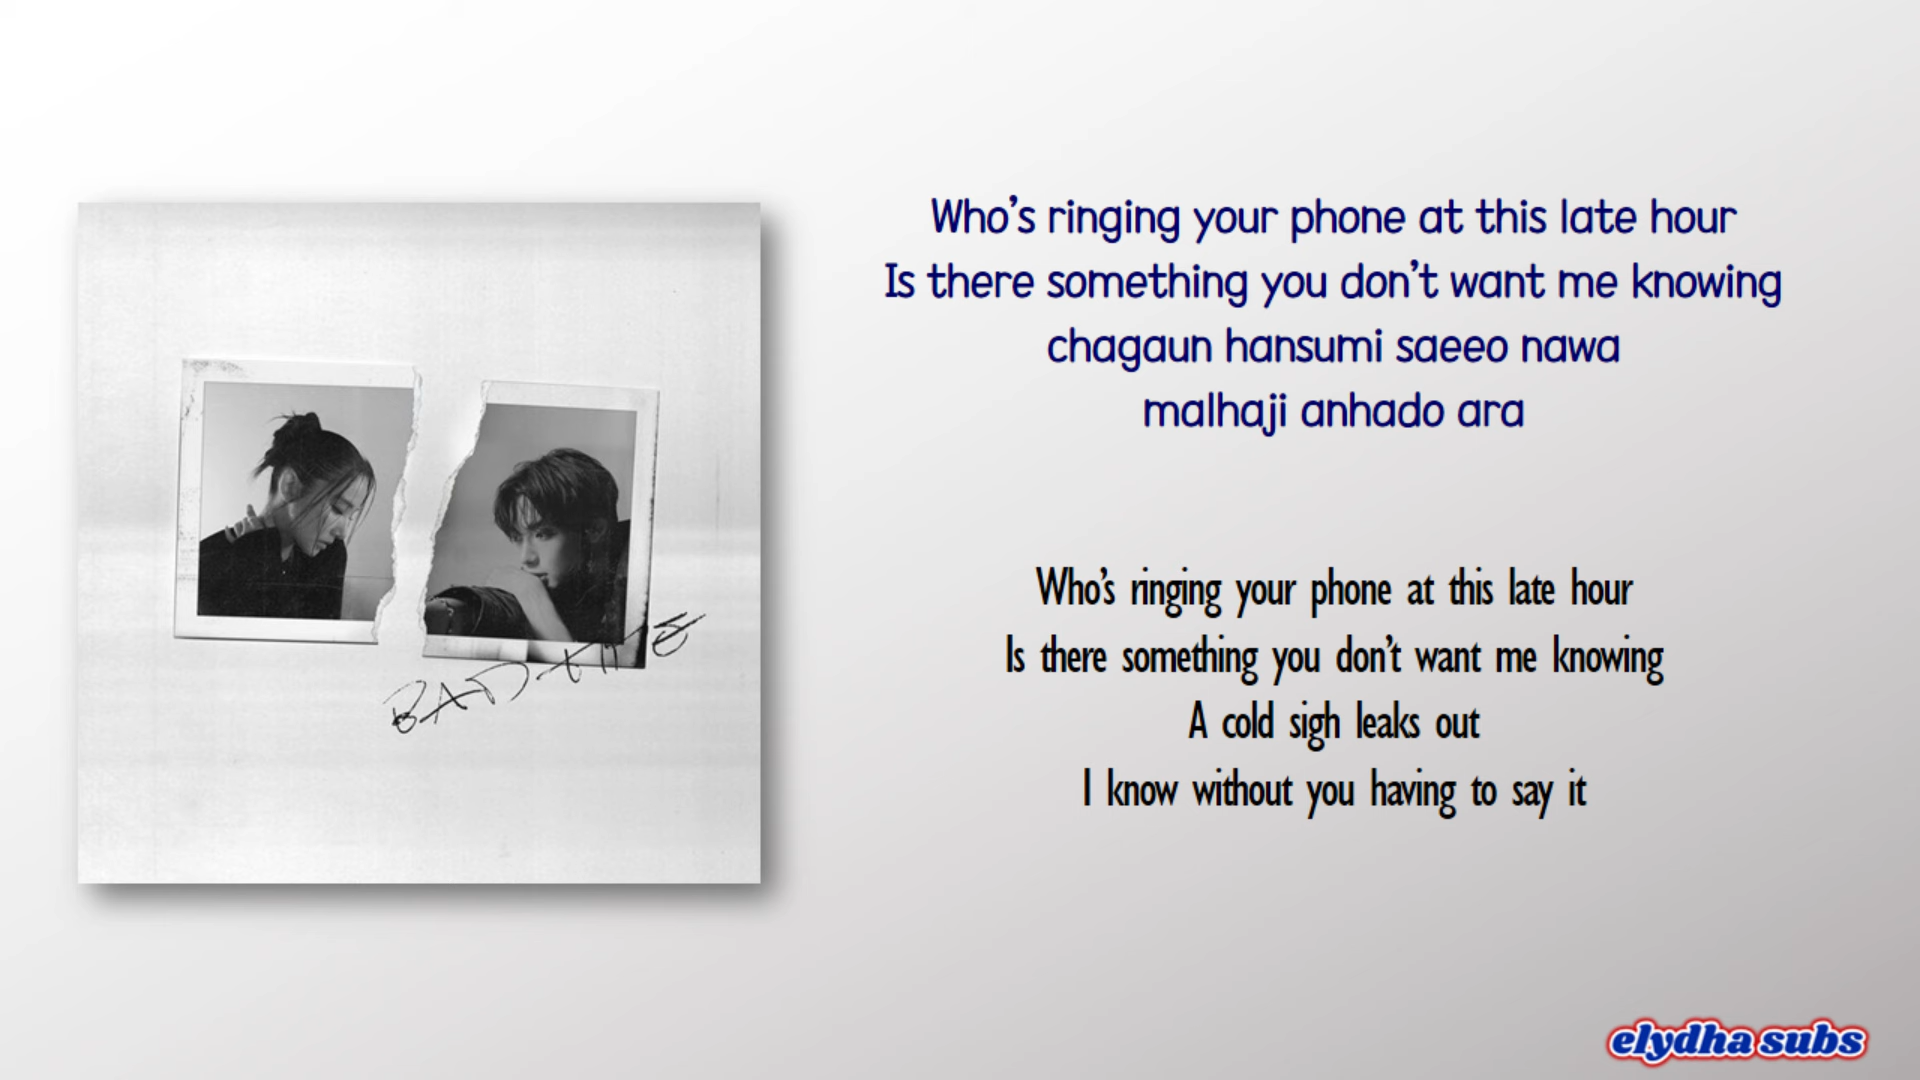 BAD TIME
Who's ringing your phone at this late hour
Is there something you don't want me knowing
chagaun hansumi saeeo nawa
malhaji anhado ara
Who's ringing your phone at this late hour
Is there something you don't want me knowing
A cold sigh leaks out
I know without you having to say it
elydha subs